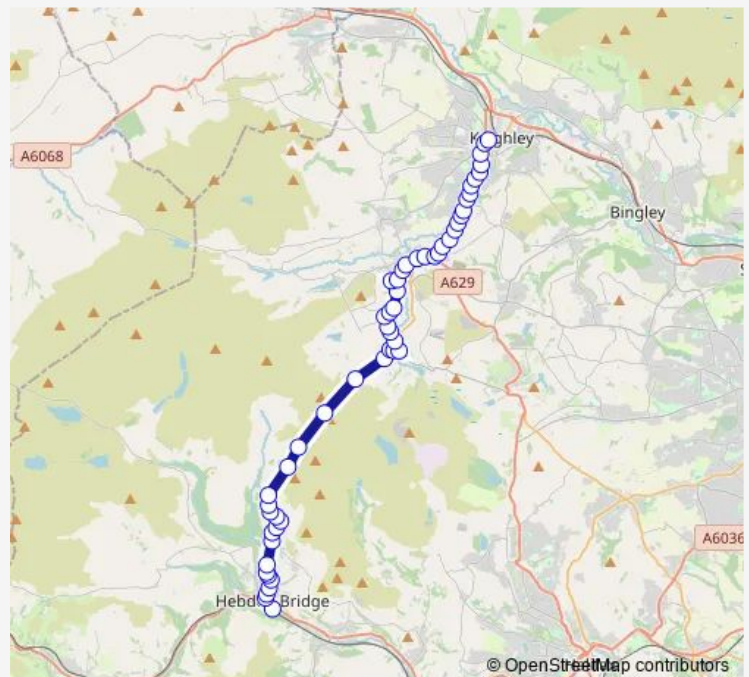 Keighley
A6068
Bingley
A629
A6036
Hebden Bridge
© OpenStreetMap contributors